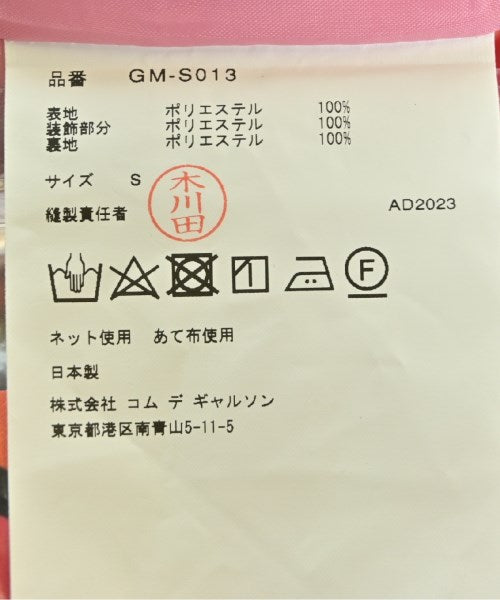 品番 GM-S013
表地 ポリエステル 100%
装飾部分 ポリエステル 100%
裏地 ポリエステル 100%
サイズ S
木川田
縫製責任者
AD2023
F
ネット使用 あて布使用
日本製
株式会社 コム デ ギャルソン
東京都港区南青山5-11-5